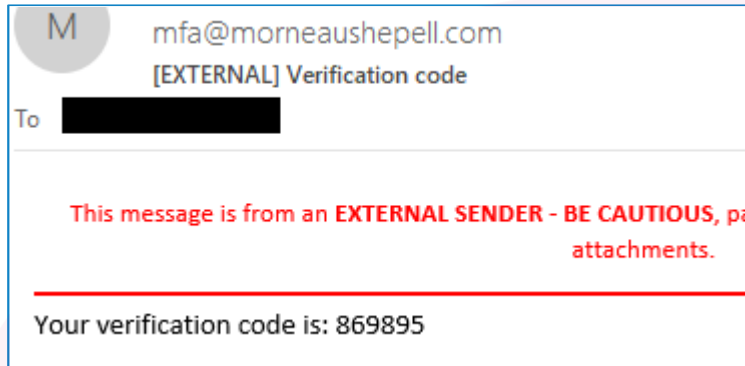 M
mfa@morneaushepell.com
[EXTERNAL] Verification code
To
This message is from an EXTERNAL SENDER - BE CAUTIOUS,
attachments.
Your verification code is: 869895